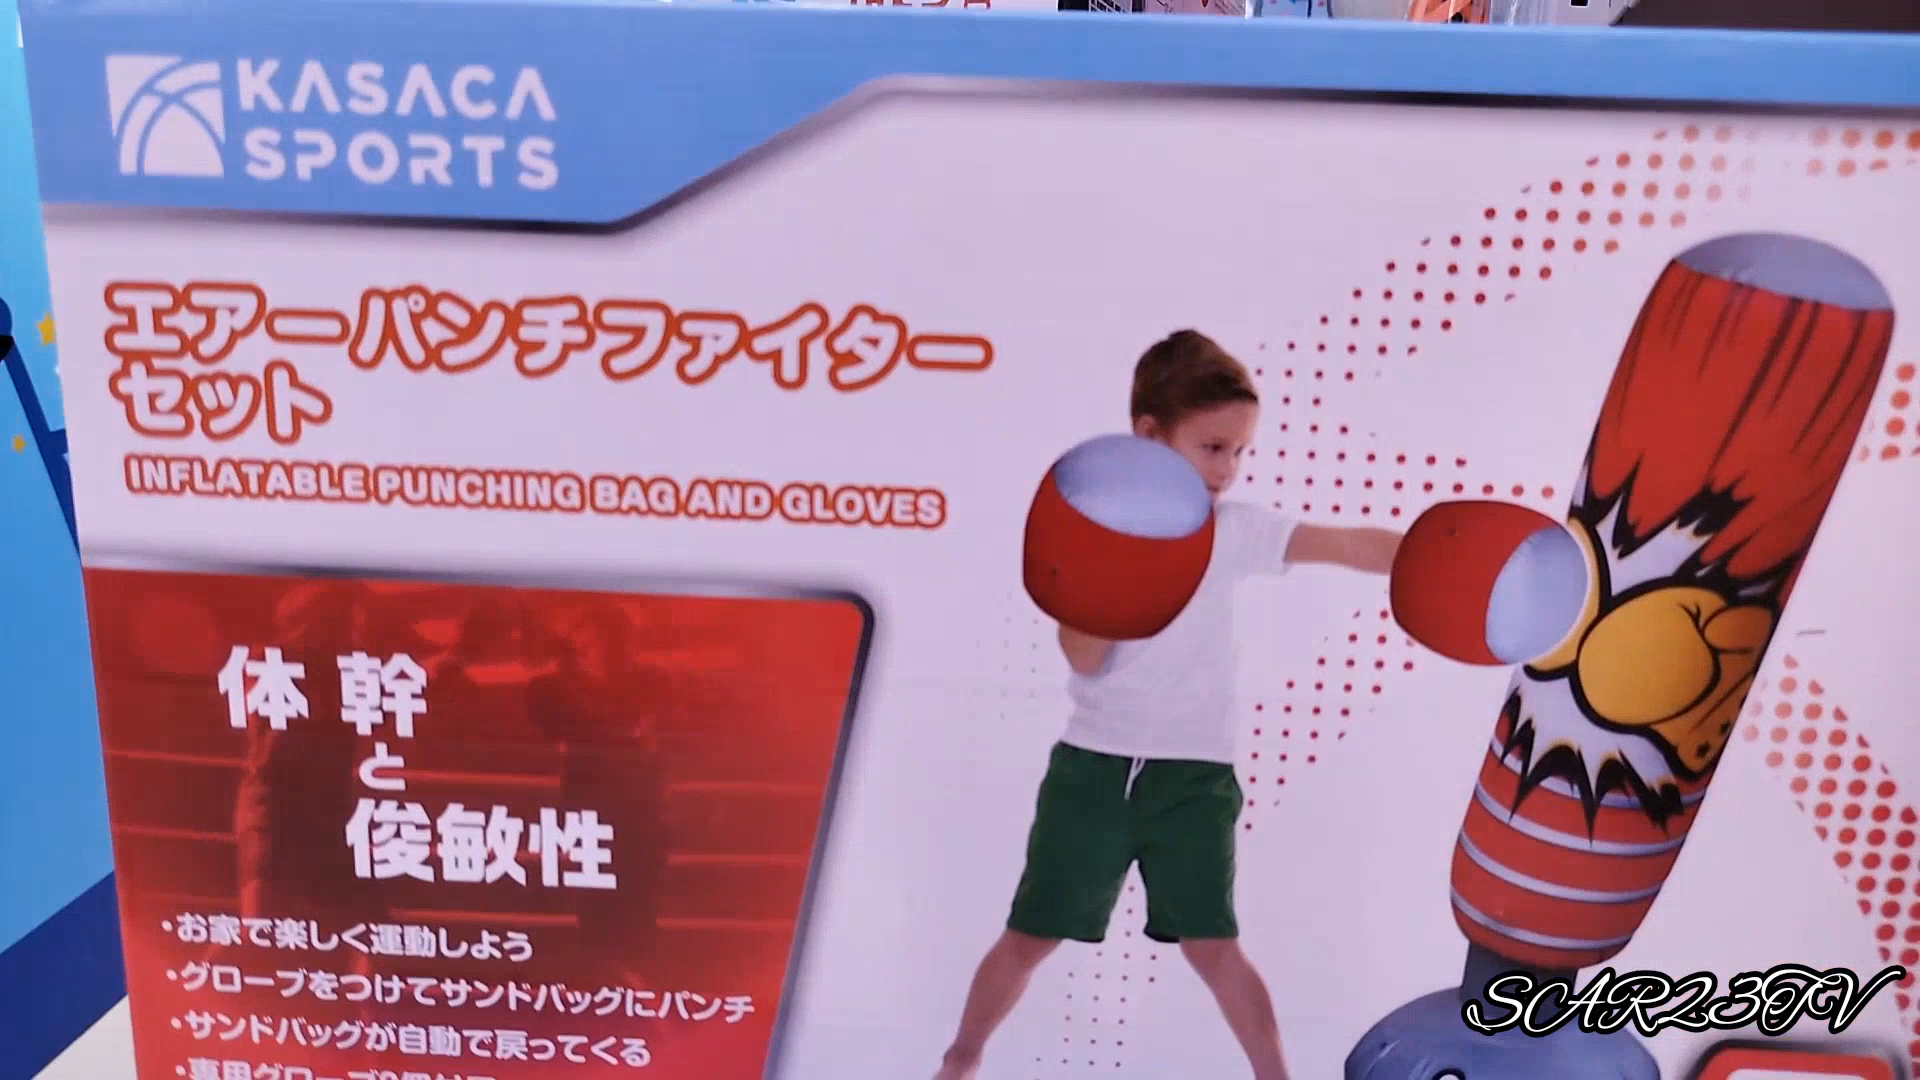 KASACA
SPORTS
エアーパンチファイター
セット
INFLATABLE PUNCHING BAG AND GLOVES
体幹
と
俊敏性
・お家で楽しく運動しよう
・グローブをつけてサンドバッグにパンチ
・サンドバッグが自動で戻ってくる
SCAR23TV